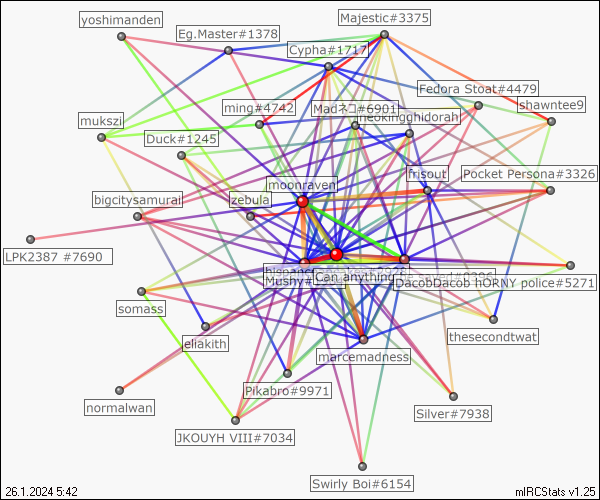 yoshimanden
Majestic#3375
Eg.Master#1378
Cypha#1717
Fedora Stoat#4479
ming#4742
Madネコ#6901
shawntee9
mukszi
neokingghidorah
Duck#1245
frisout
Pocket Persona#3326
moonraven
bigcitysamurai
zebula
LPK2387 #7690
Can anything be saved
DacobDacob hORNY police#5271
somass
thesecondtwat
eliakith
marcemadness
Pikabro#9971
normalwan
Silver#7938
JKOUYH VIII#7034
Swirly Boi#6154
26.1.2024 5:42
mIRCStats v1.25